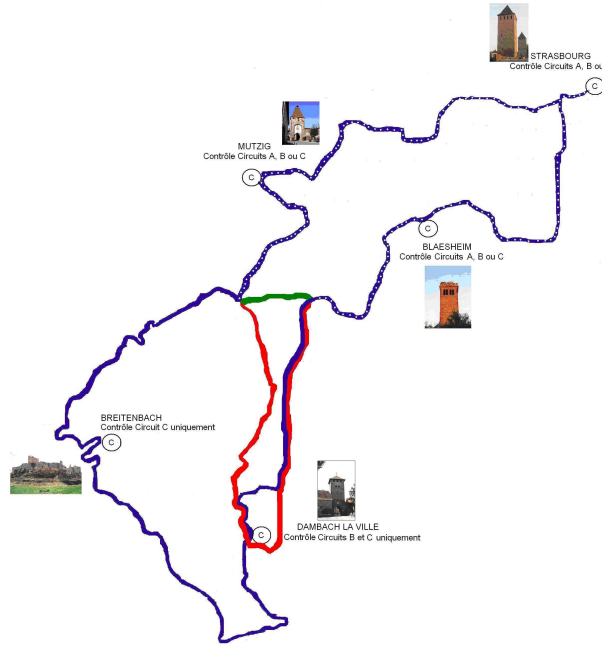 STRASBOURG
Contrôle Circuits A, B ou
C
MUTZIG
Contrôle Circuits A, B ou C
C
C
BLAESHEIM
Contrôle Circuits A, B ou C
BREITENBACH
Contrôle Circuit C uniquement
C
C
DAMBACH LA VILLE
Contrôle Circuits B et C uniquement